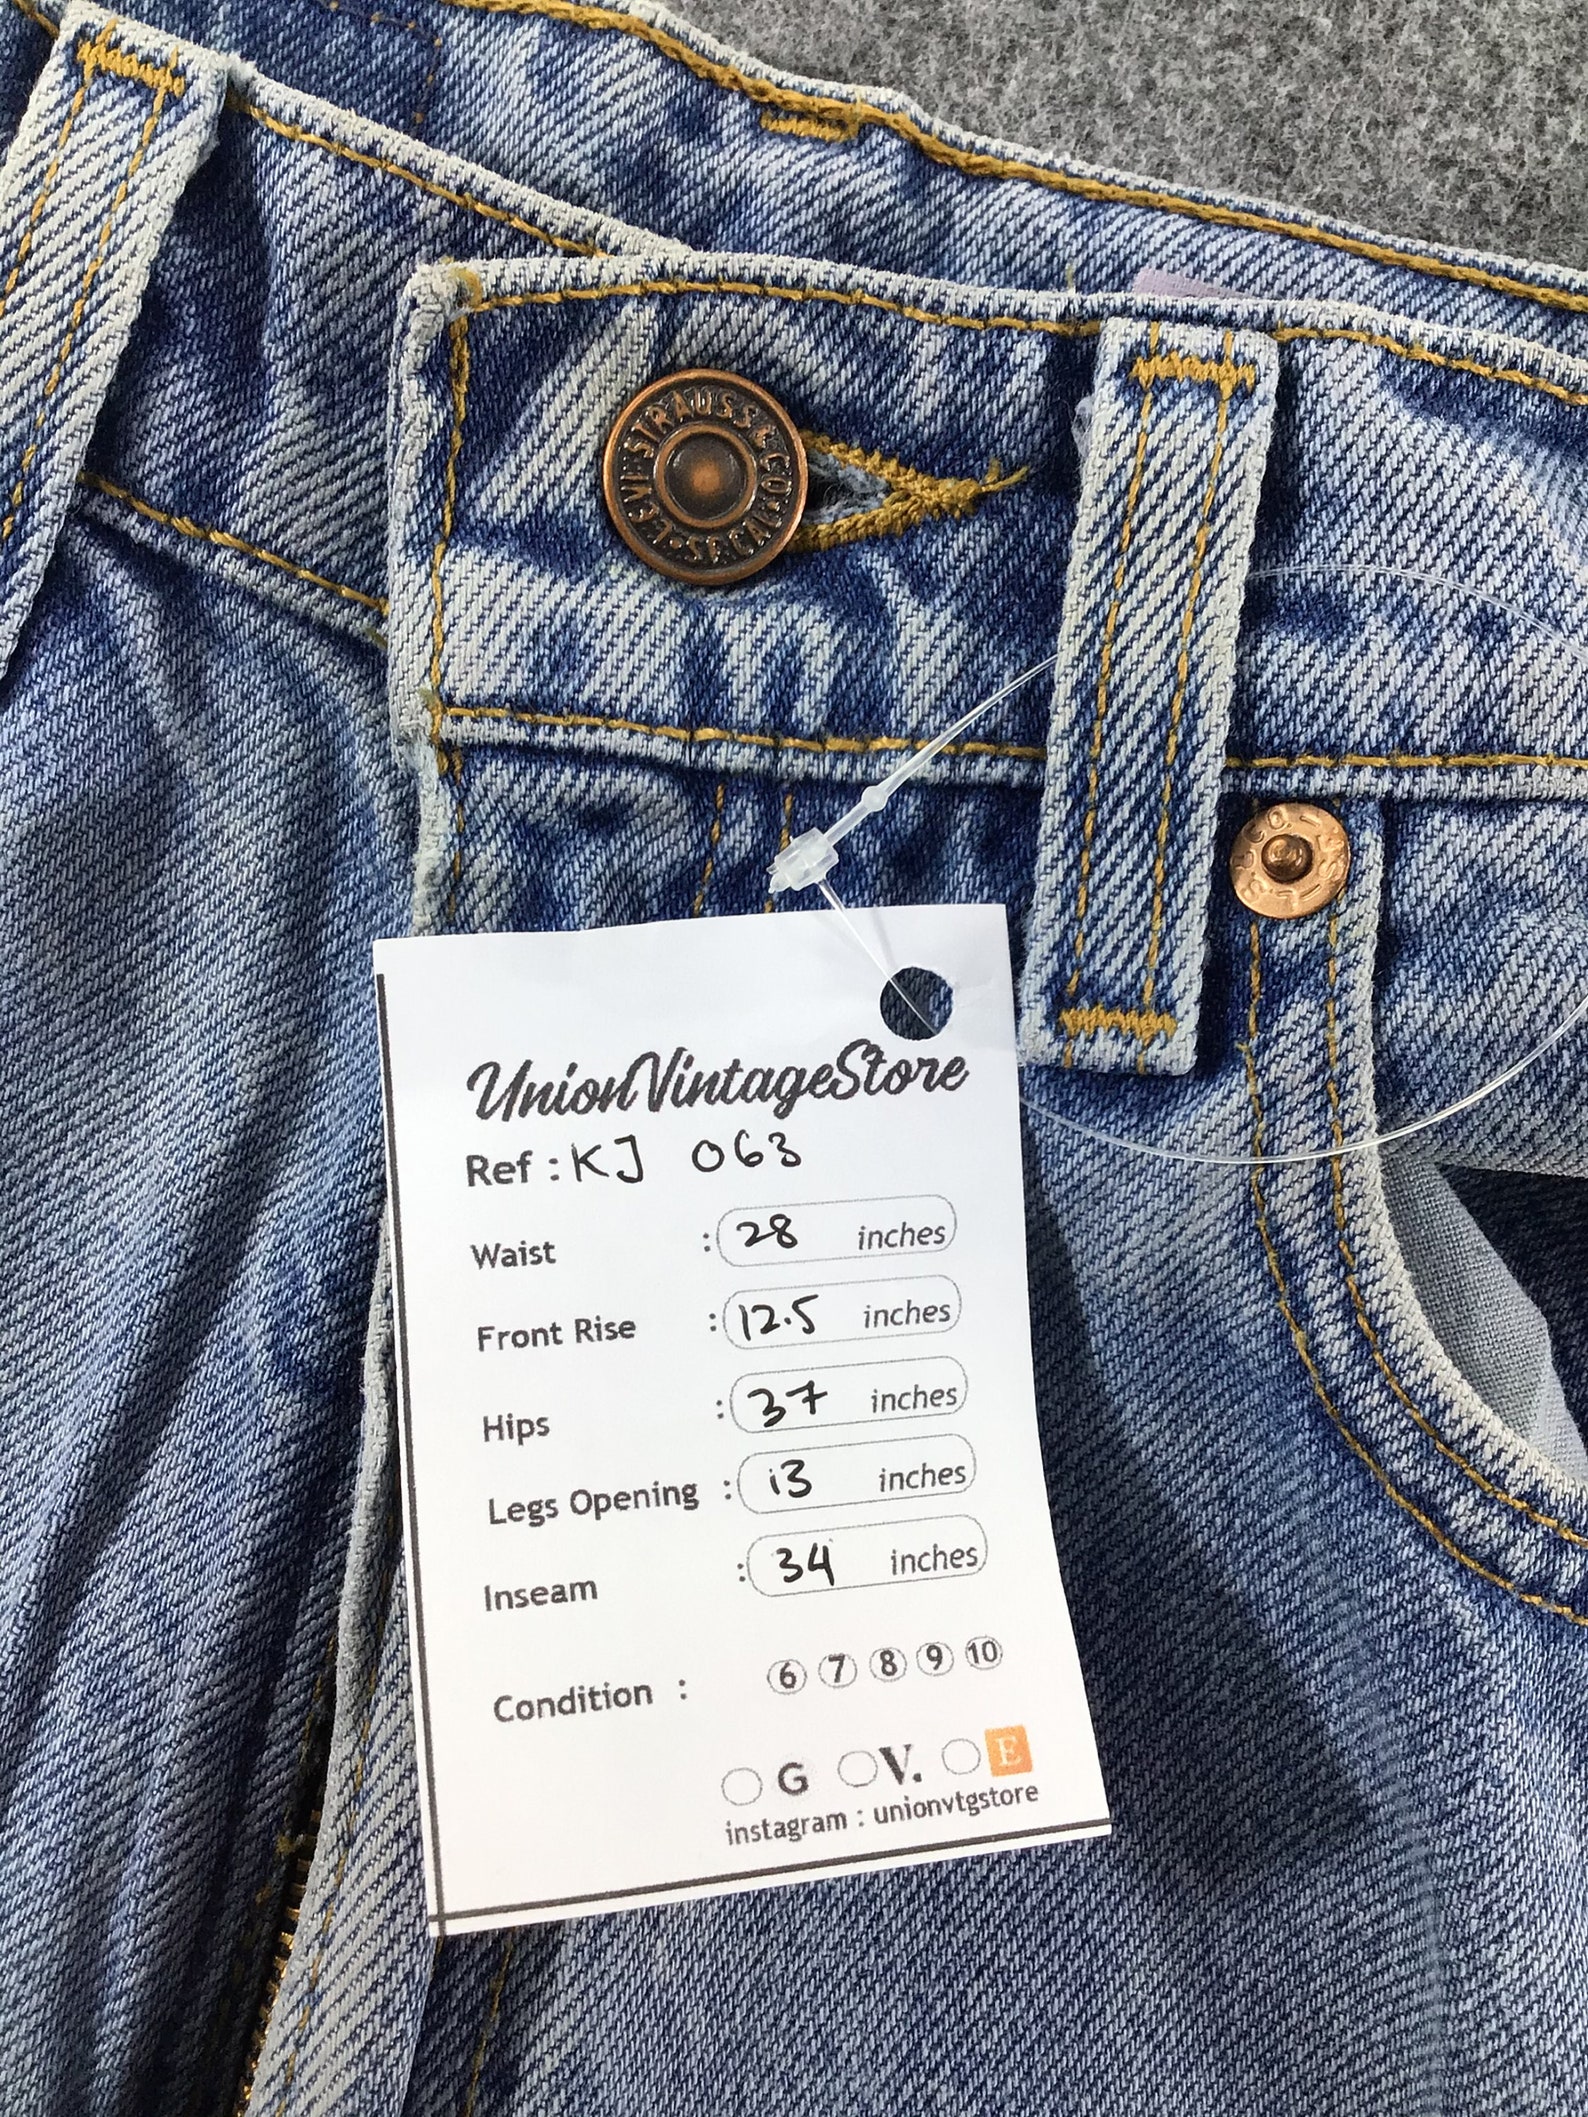 LEVI STRAUSS & CO. S.F. CAL.
UnionVintageStore
Ref : KJ 063
Waist : 28 inches
Front Rise : 12.5 inches
Hips : 37 inches
Legs Opening : 13 inches
Inseam : 34 inches
Condition : 6 7 8 9 10
G V. E
instagram : unionvtgstore